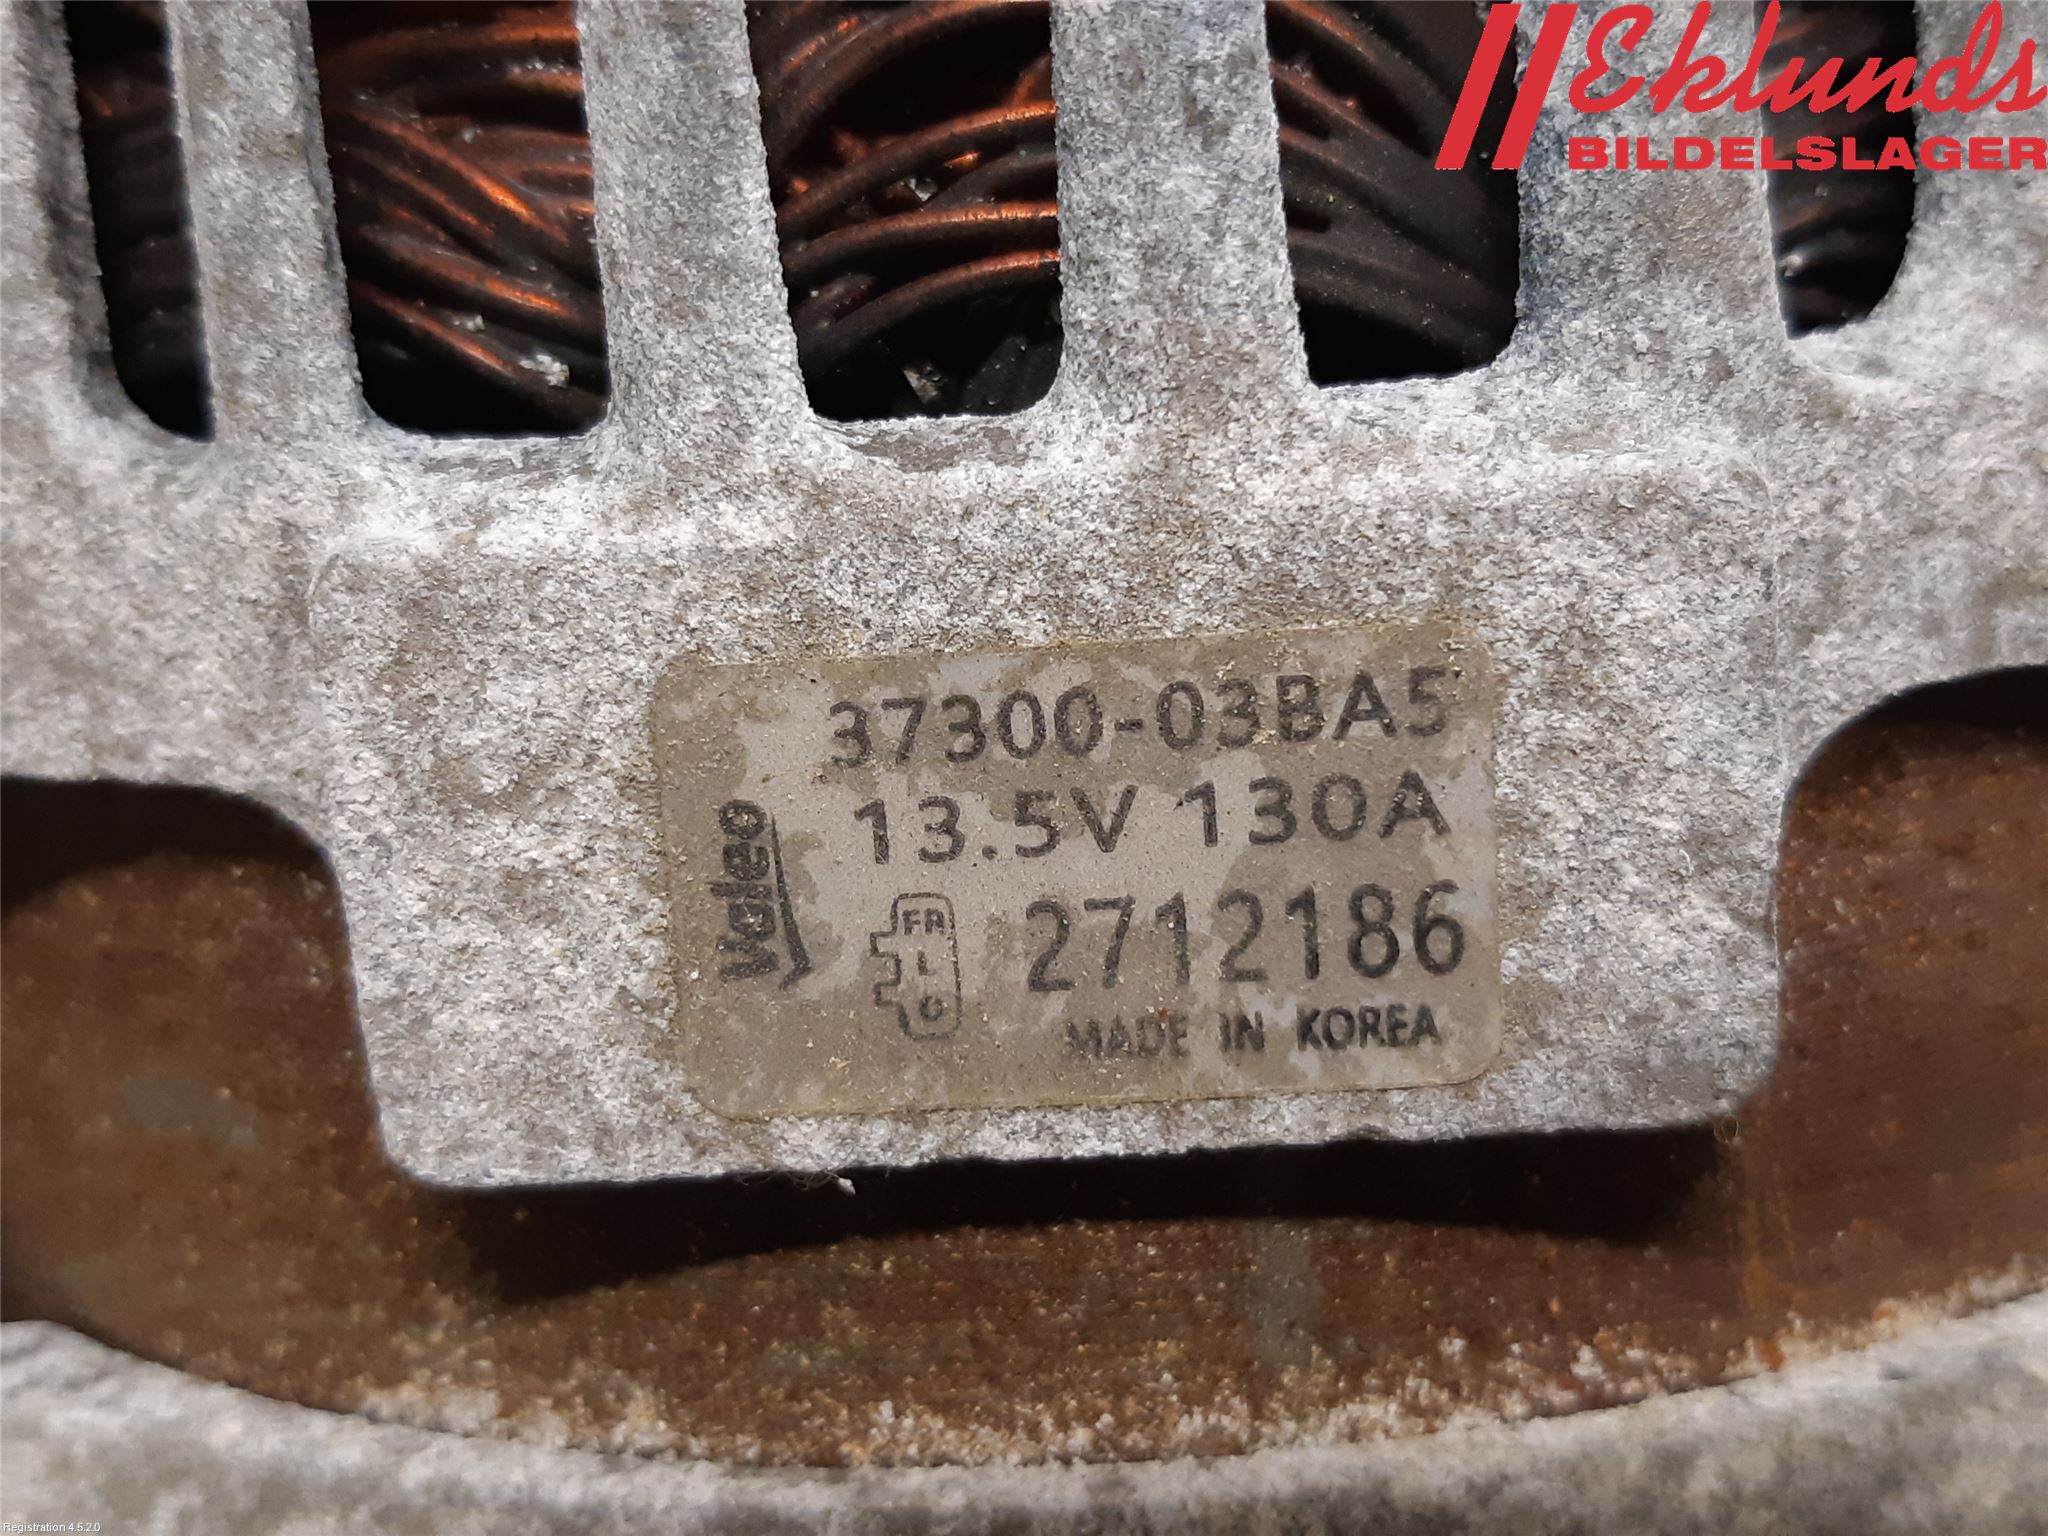 Eklunds
BILDELSLAGER
37300-03BA5
13.5V 130A
Valeo
FR
L
C
2712186
MADE IN KOREA
Registration 4.5.2.0